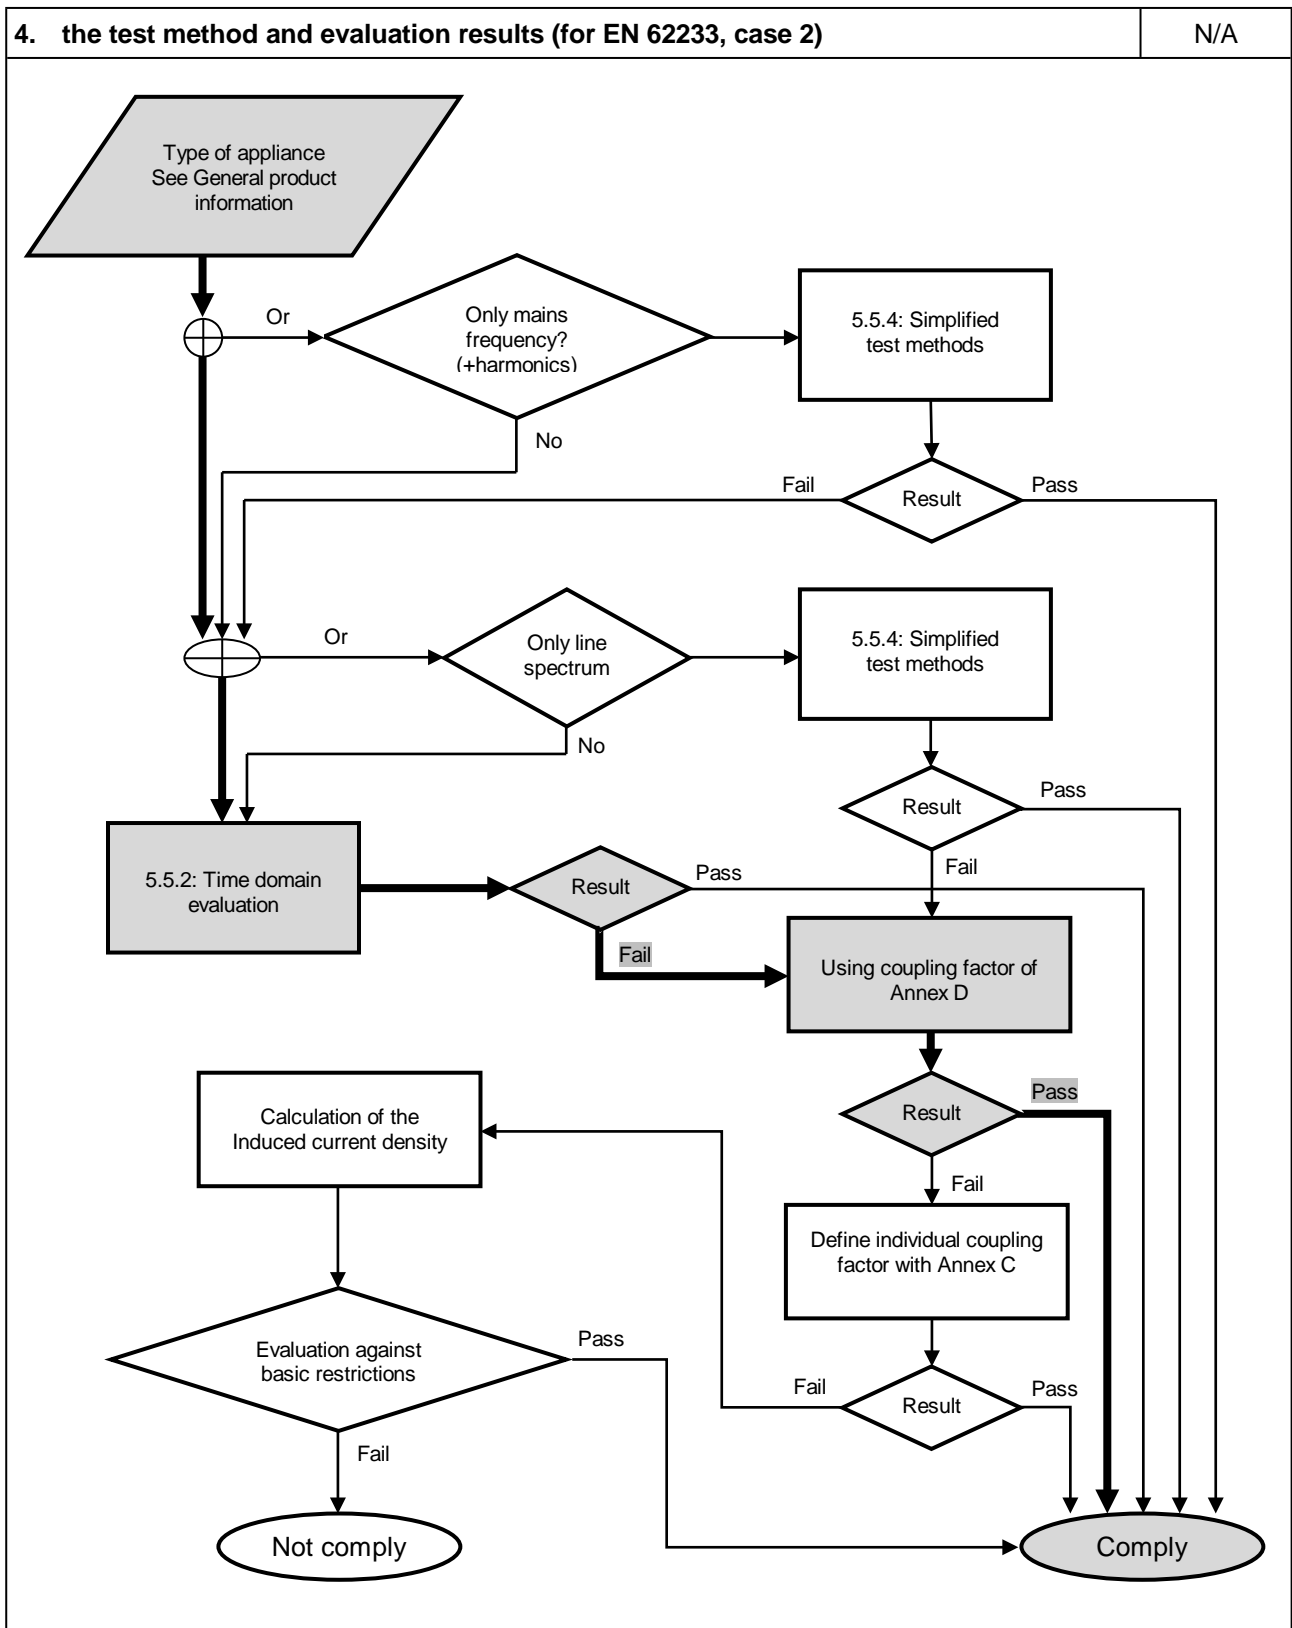 4. the test method and evaluation results (for EN 62233, case 2)
N/A
Type of appliance
See General product
information
Or
Only mains
frequency?
(+harmonics)
5.5.4: Simplified
test methods
No
Fail
Result
Pass
Or
Only line
spectrum
5.5.4: Simplified
test methods
No
Result
Pass
Fail
5.5.2: Time domain
evaluation
Result
Pass
Fail
Using coupling factor of
Annex D
Result
Pass
Calculation of the
Induced current density
Fail
Define individual coupling
factor with Annex C
Evaluation against
basic restrictions
Pass
Fail
Result
Pass
Fail
Not comply
Comply